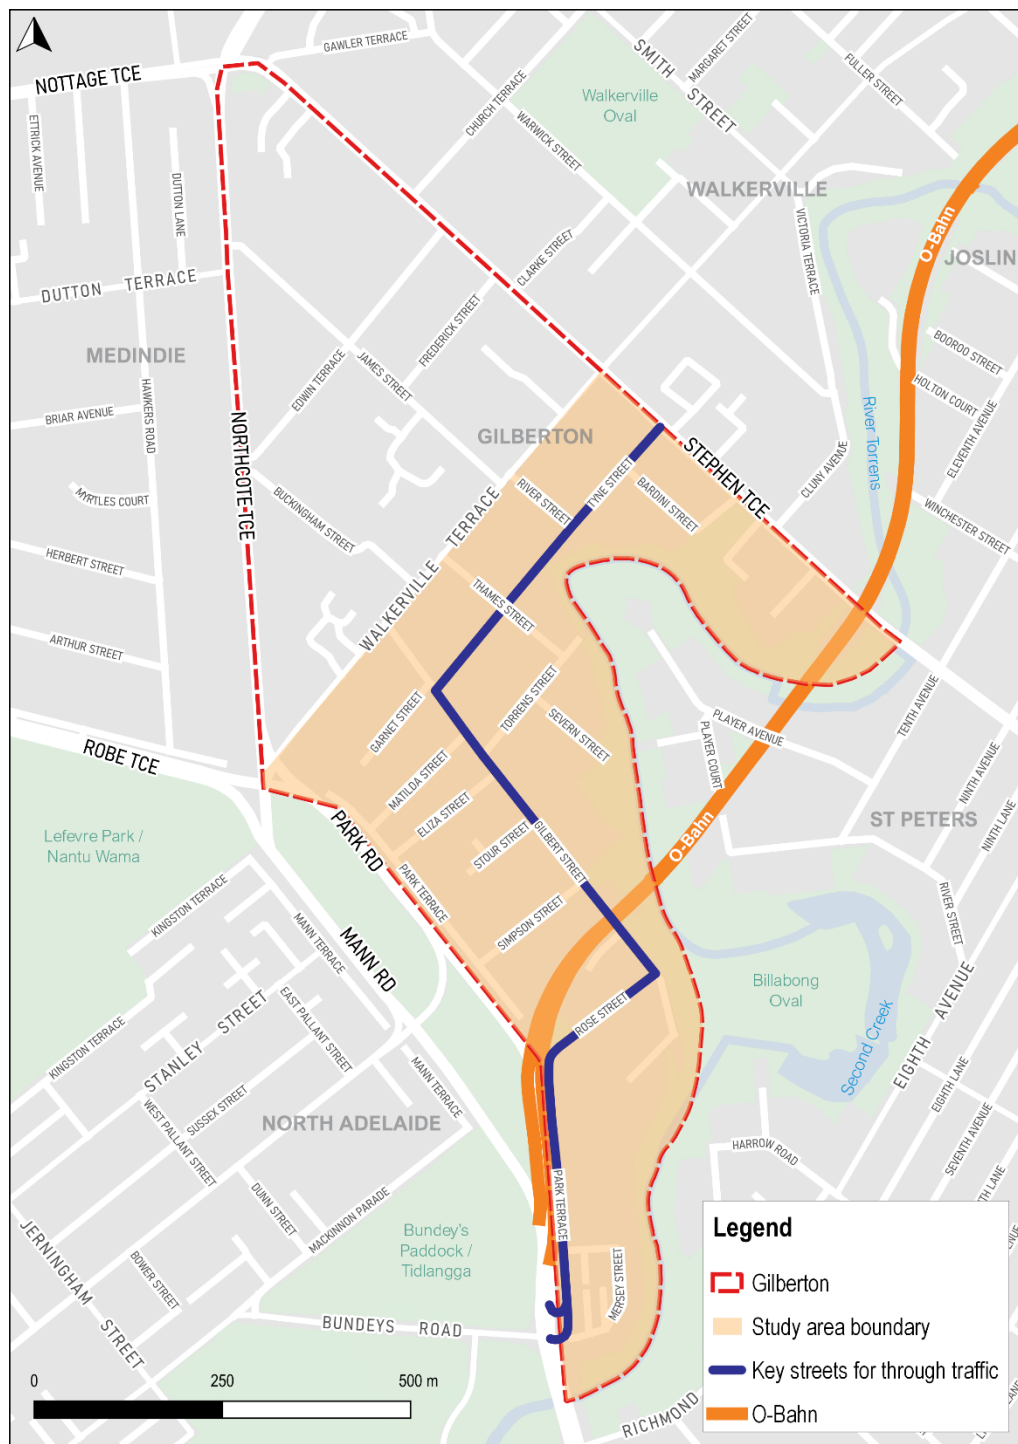 GAWLER TERRACE
NOTTAGE TCE
SMITH
STREET
MARGARET STREET
FULLER STREET
ETTRICK AVENUE
CHURCH TERRACE
WARWICK STREET
Walkerville
Oval
DUTTON LANE
WALKERVILLE
VICTORIA TERRACE
O-Bahn
JOSLIN
CLARKE STREET
DUTTON TERRACE
FREDERICK STREET
BOOROO STREET
MEDINDIE
EDWIN TERRACE
JAMES STREET
HOLTON COURT
HAWKERS ROAD
BRIAR AVENUE
NORTHCOTE TCE
GILBERTON
STEPHEN TCE
River Torrens
ELEVENTH AVENUE
CLUNY AVENUE
MYRTLES COURT
BUCKINGHAM STREET
RIVER STREET
TYNE STREET
BARDINI STREET
WINCHESTER STREET
HERBERT STREET
WALKERVILLE TERRACE
THAMES STREET
ARTHUR STREET
GARNET STREET
TORRENS STREET
SEVERN STREET
PLAYER AVENUE
TENTH AVENUE
ROBE TCE
MATILDA STREET
PLAYER COURT
NINTH AVENUE
ELIZA STREET
PARK RD
STOUR STREET
GILBERT STREET
O-Bahn
ST PETERS
NINTH LANE
Lefevre Park /
Nantu Wama
PARK TERRACE
KINGSTON TERRACE
MANN TERRACE
SIMPSON STREET
RIVER STREET
MANN RD
Billabong
Oval
STANLEY STREET
EAST PALLANT STREET
ROSE STREET
KINGSTON TERRACE
Second Creek
EIGHTH AVENUE
SUSSEX STREET
MANN TERRACE
EIGHTH LANE
WEST PALLANT STREET
NORTH ADELAIDE
HARROW ROAD
SEVENTH AVENUE
TH LANE
DUNN STREET
MACKINNON PARADE
PARK TERRACE
AVENUE
Bundey's
Paddock /
Tidlangga
JERNINGHAM STREET
BOWER STREET
MERSEY STREET
BUNDEYS ROAD
RICHMOND
Legend
Gilberton
Study area boundary
Key streets for through traffic
O-Bahn
0 250 500 m